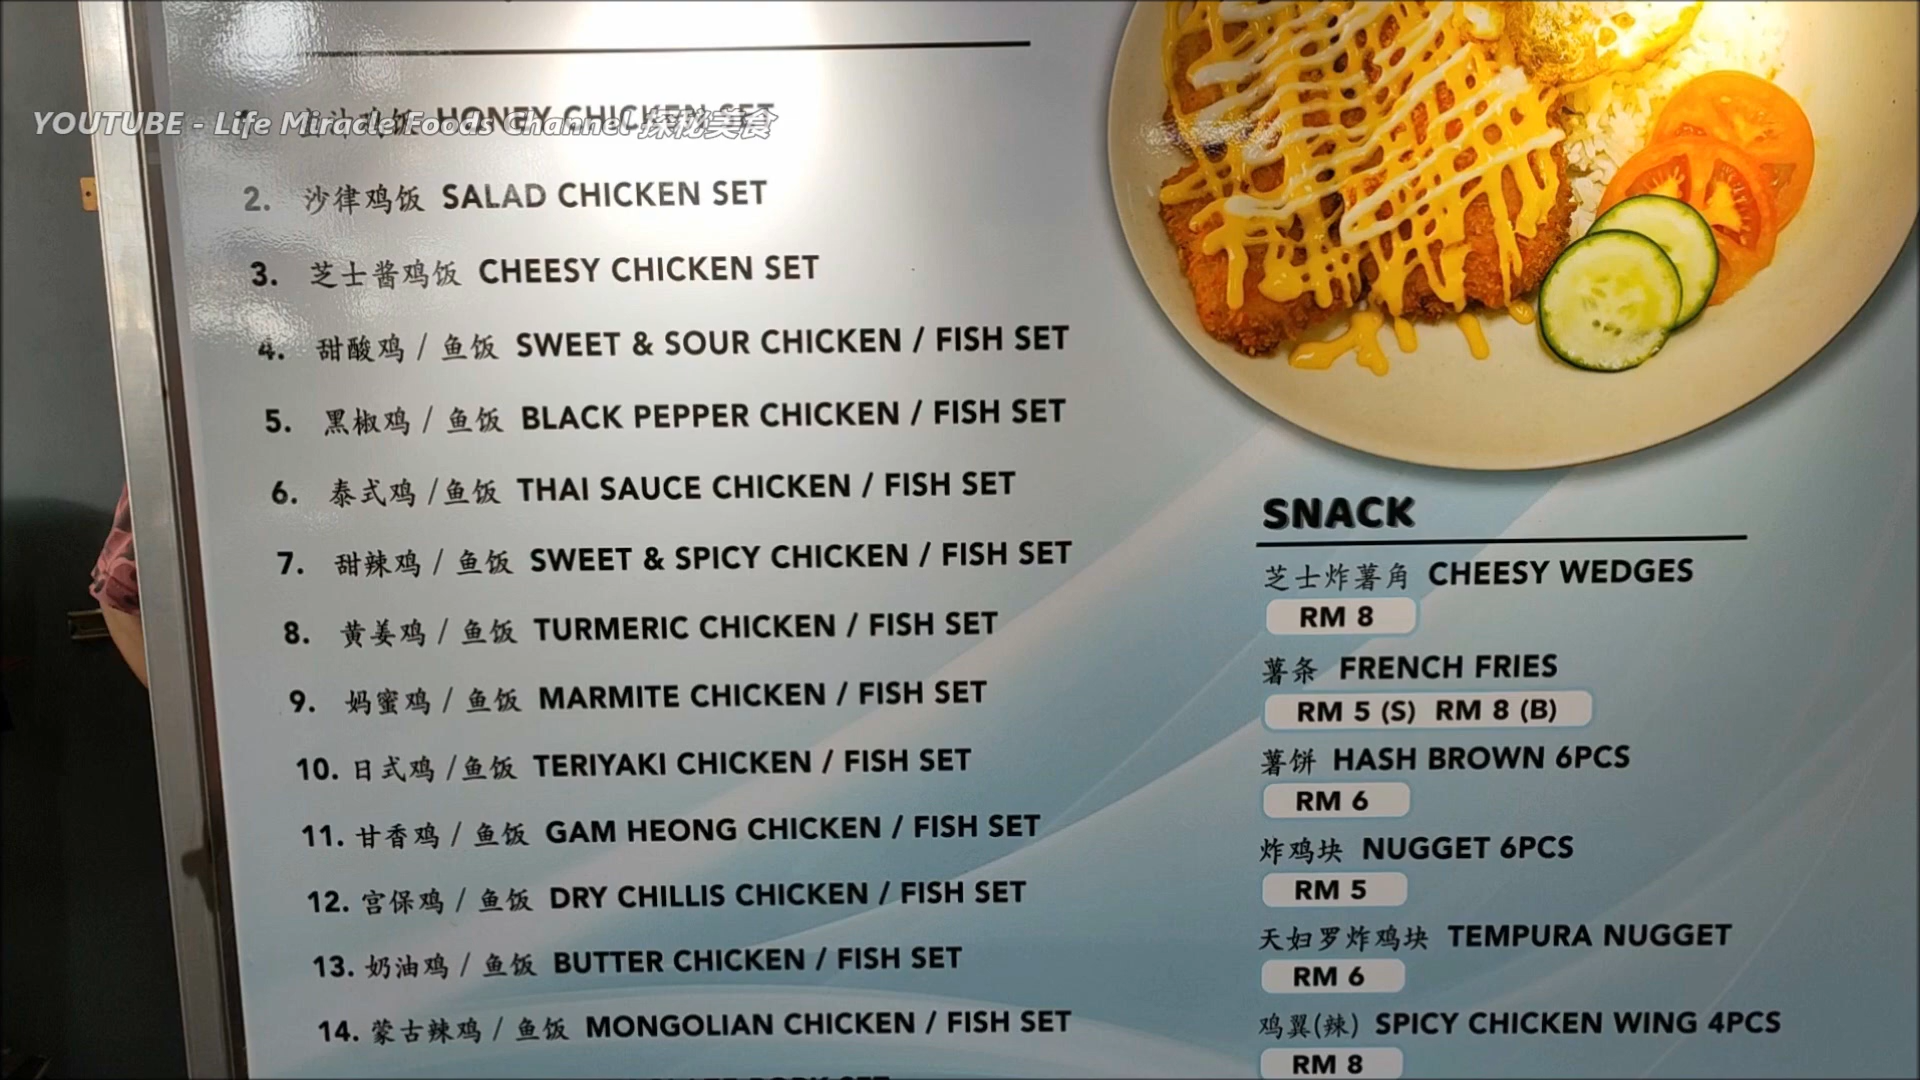 YOUTUBE - Life Miracle Foods Channel 探秘美食
HONEY CHICKEN SET
2. 沙律鸡饭 SALAD CHICKEN SET
3. 芝士酱鸡饭 CHEESY CHICKEN SET
4. 甜酸鸡 / 鱼饭 SWEET & SOUR CHICKEN / FISH SET
5. 黑椒鸡 / 鱼饭 BLACK PEPPER CHICKEN / FISH SET
6. 泰式鸡 / 鱼饭 THAI SAUCE CHICKEN / FISH SET
7. 甜辣鸡 / 鱼饭 SWEET & SPICY CHICKEN / FISH SET
8. 黄姜鸡 / 鱼饭 TURMERIC CHICKEN / FISH SET
9. 妈蜜鸡 / 鱼饭 MARMITE CHICKEN / FISH SET
10. 日式鸡 / 鱼饭 TERIYAKI CHICKEN / FISH SET
11. 甘香鸡 / 鱼饭 GAM HEONG CHICKEN / FISH SET
12. 宫保鸡 / 鱼饭 DRY CHILLIS CHICKEN / FISH SET
13. 奶油鸡 / 鱼饭 BUTTER CHICKEN / FISH SET
14. 蒙古辣鸡 / 鱼饭 MONGOLIAN CHICKEN / FISH SET
PORK SET
SNACK
芝士炸薯角 CHEESY WEDGES
RM 8
薯条 FRENCH FRIES
RM 5 (S) RM 8 (B)
薯饼 HASH BROWN 6PCS
RM 6
炸鸡块 NUGGET 6PCS
RM 5
天妇罗炸鸡块 TEMPURA NUGGET
RM 6
鸡翼(辣) SPICY CHICKEN WING 4PCS
RM 8